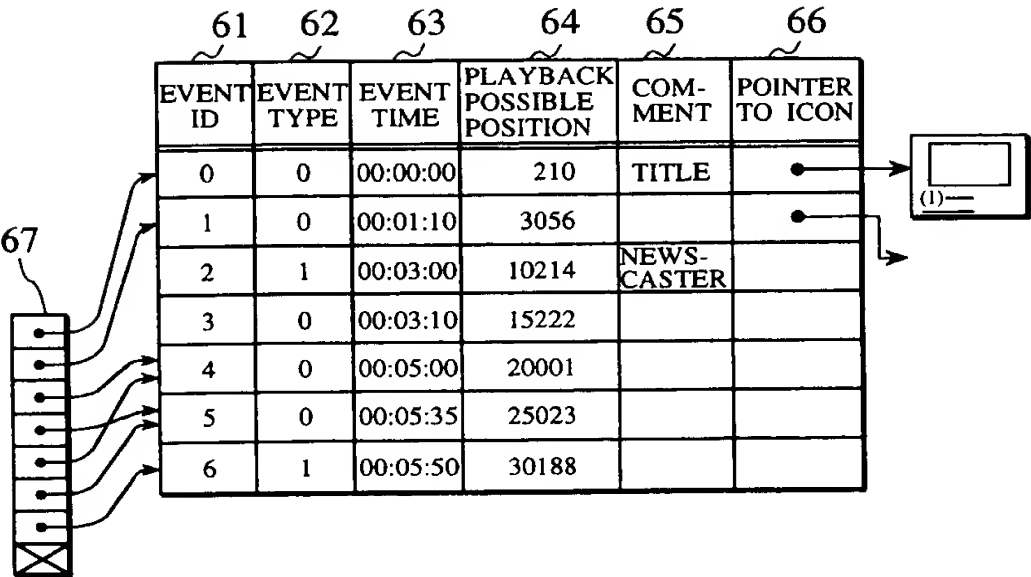 61 62 63 64 65 66
EVENT ID EVENT TYPE EVENT TIME PLAYBACK POSSIBLE POSITION COM-MENT POINTER TO ICON
0 0 00:00:00 210 TITLE
(1)
1 0 00:01:10 3056
67
2 1 00:03:00 10214 NEWS-CASTER
3 0 00:03:10 15222
4 0 00:05:00 20001
5 0 00:05:35 25023
6 1 00:05:50 30188